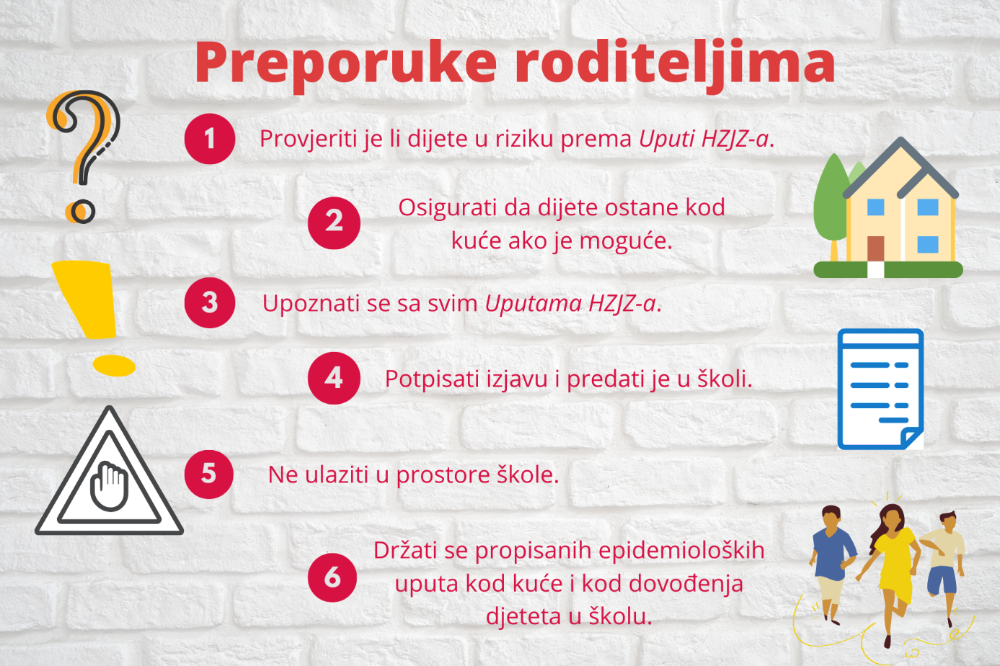 Preporuke roditeljima
1 Provjeriti je li dijete u riziku prema Uputi HZJZ-a.
2 Osigurati da dijete ostane kod
kuće ako je moguće.
3 Upoznati se sa svim Uputama HZJZ-a.
4 Potpisati izjavu i predati je u školi.
5 Ne ulaziti u prostore škole.
6 Držati se propisanih epidemioloških
uputa kod kuće i kod dovođenja
djeteta u školu.